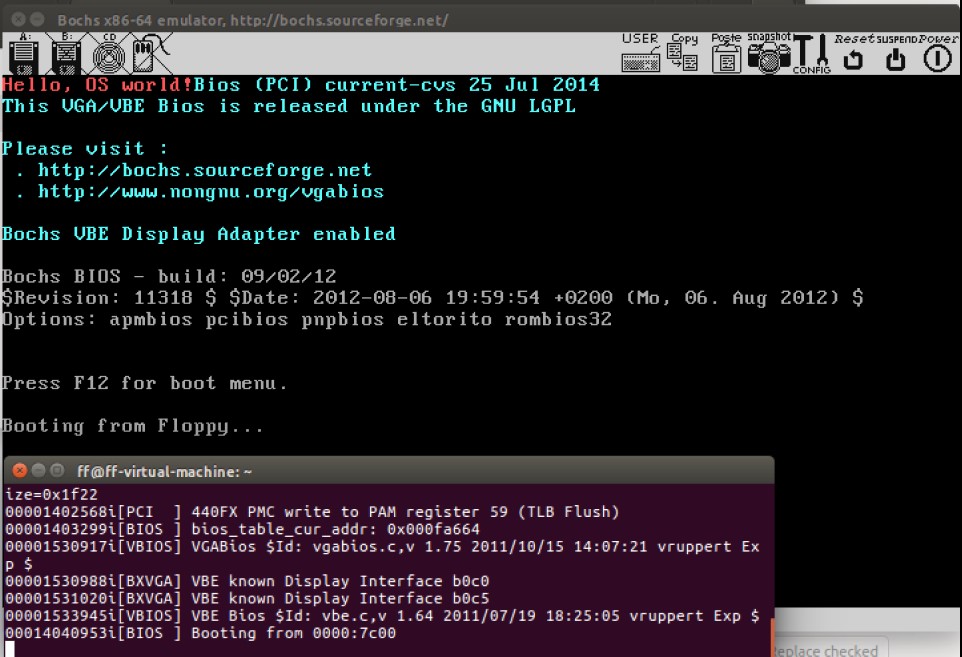 Bochs x86-64 emulator, http://bochs.sourceforge.net/
A: B: CD USER Copy Poste snapshot CONFIG Reset SUSPEND Power
Hello, OS world!Bios (PCI) current-cvs 25 Jul 2014
This VGA/VBE Bios is released under the GNU LGPL
Please visit :
. http://bochs.sourceforge.net
. http://www.nongnu.org/vgabios
Bochs VBE Display Adapter enabled
Bochs BIOS - build: 09/02/12
$Revision: 11318 $ $Date: 2012-08-06 19:59:54 +0200 (Mo, 06. Aug 2012) $
Options: apmbios pcibios pnpbios eltorito rombios32
Press F12 for boot menu.
Booting from Floppy...
ff@ff-virtual-machine: ~
ize=0x1f22
00001402568i[PCI  ] 440FX PMC write to PAM register 59 (TLB Flush)
00001403299i[BIOS ] bios_table_cur_addr: 0x000fa664
00001530917i[VBIOS] VGABios $Id: vgabios.c,v 1.75 2011/10/15 14:07:21 vruppert Ex
p $
00001530988i[BXVGA] VBE known Display Interface b0c0
00001531020i[BXVGA] VBE known Display Interface b0c5
00001533945i[VBIOS] VBE Bios $Id: vbe.c,v 1.64 2011/07/19 18:25:05 vruppert Exp $
00014040953i[BIOS ] Booting from 0000:7c00
checked